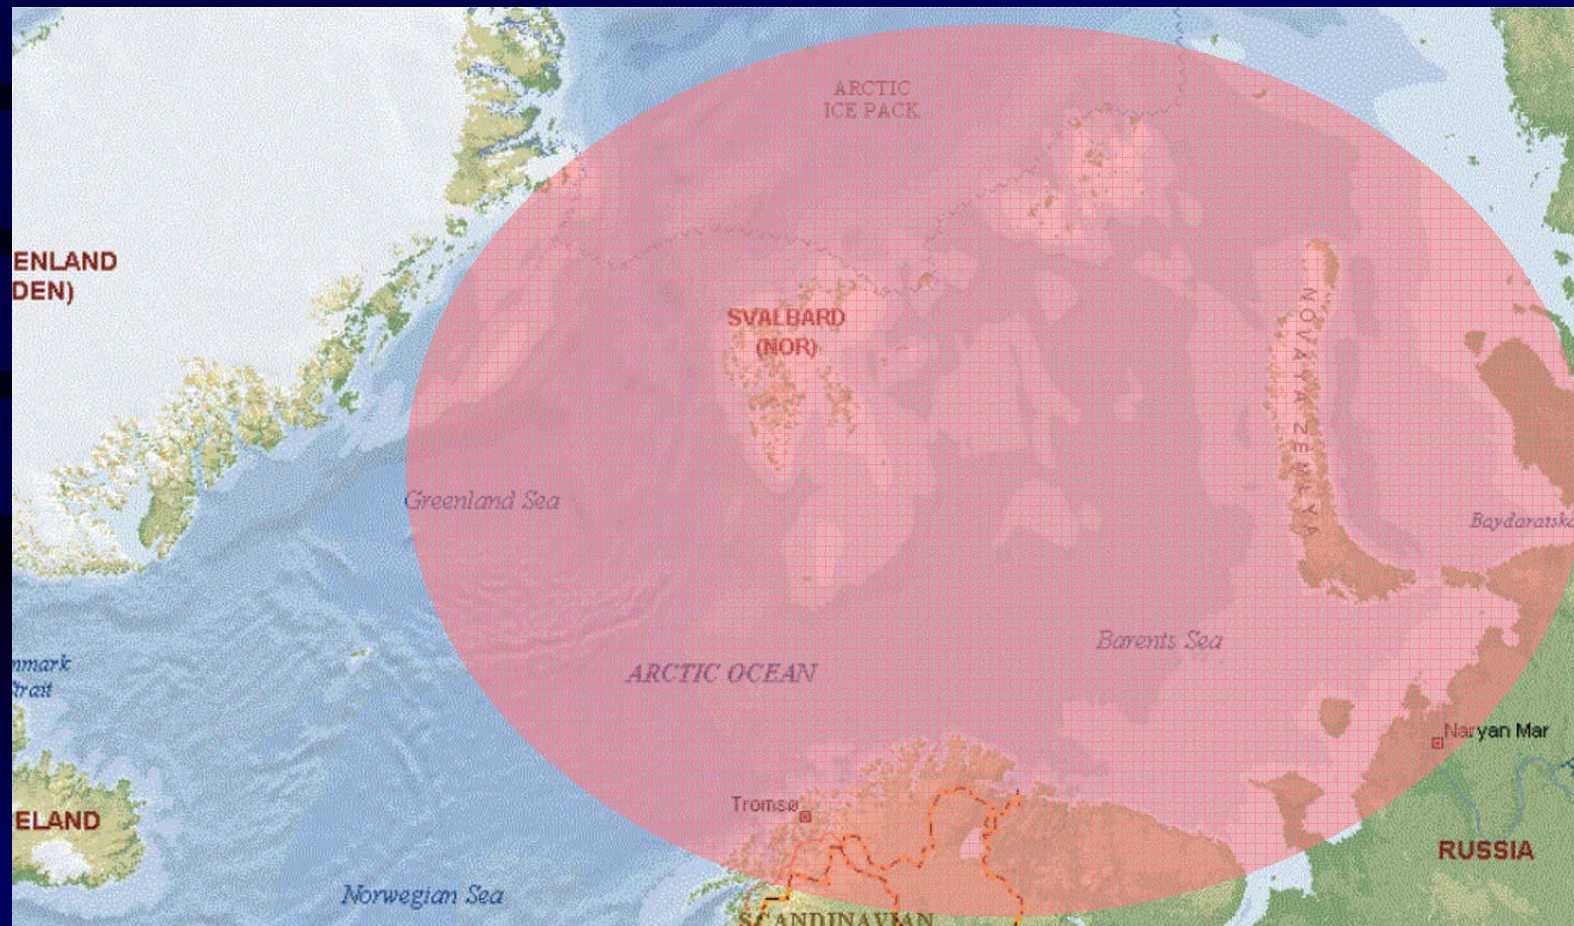 ARCTIC
ICE PACK
ENLAND
DEN)
SVALBARD
(NOR)
NOVAYA ZEMLYA
Greenland Sea
Barents Sea
nmark
trait
ARCTIC OCEAN
Naryan Mar
Tromsø
ELAND
RUSSIA
Norwegian Sea
SCANDINAVIAN